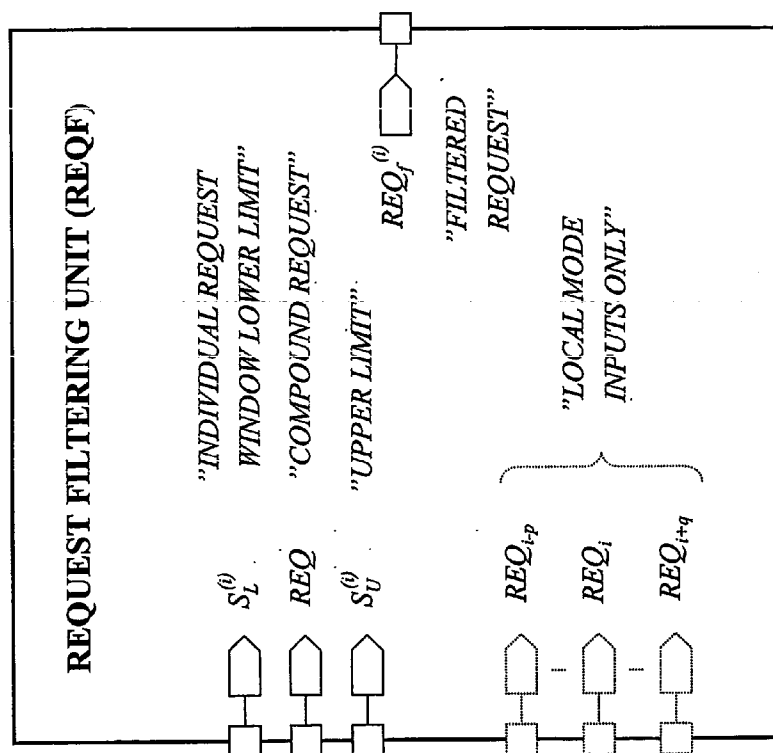 REQUEST FILTERING UNIT (REQF)
S_L^(i) "INDIVIDUAL REQUEST
WINDOW LOWER LIMIT"
REQ "COMPOUND REQUEST"
S_U^(i) "UPPER LIMIT"
REQ_f^(i)
"FILTERED
REQUEST"
REQ_i-p
REQ_i
REQ_i+q
"LOCAL MODE
INPUTS ONLY"